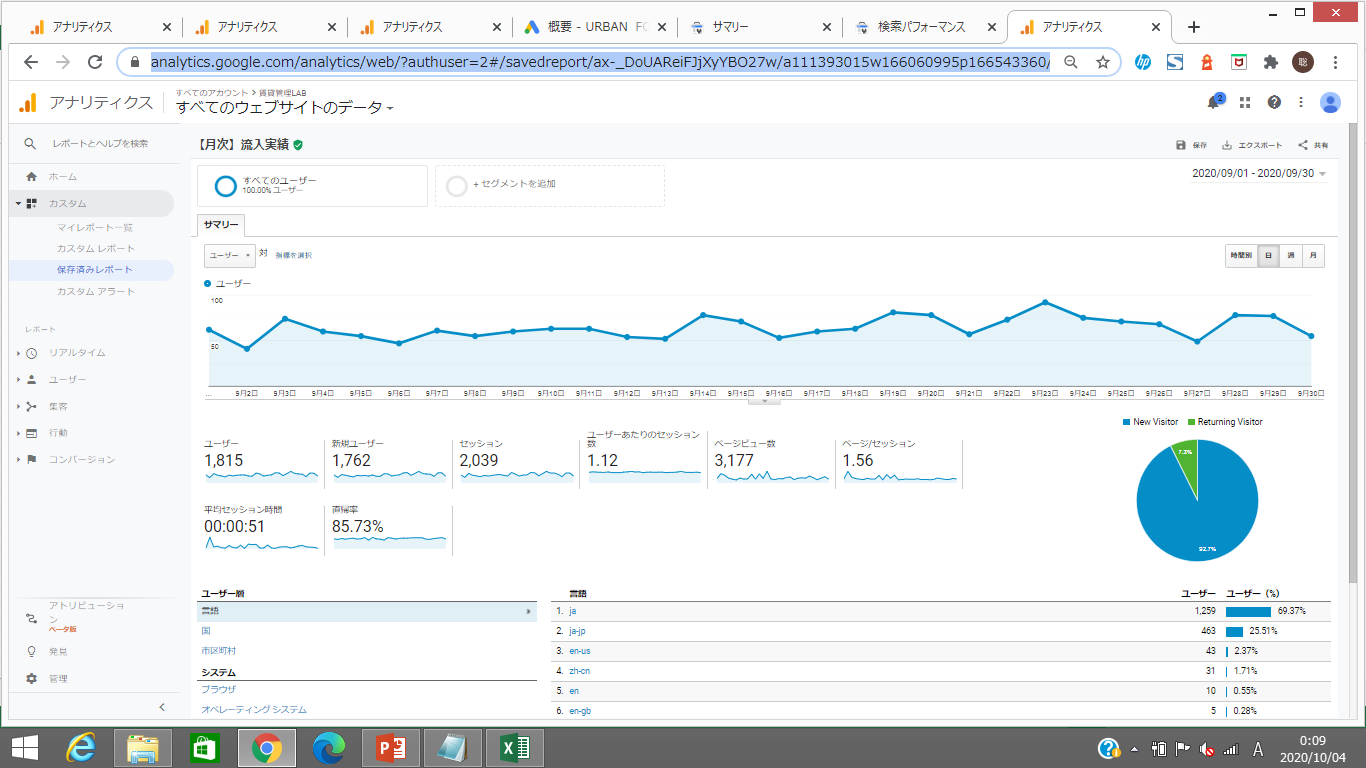 アナリティクス
アナリティクス
アナリティクス
概要 - URBAN FC
サマリー
検索パフォーマンス
アナリティクス
analytics.google.com/analytics/web/?authuser=2#/savedreport/ax-_DoUAReiFJjXyYBO27w/a111393015w166060995p166543360/
聡
アナリティクス
すべてのアカウント > 賃貸管理LAB
すべてのウェブサイトのデータ
2
レポートとヘルプを検索
ホーム
カスタム
マイレポート一覧
カスタム レポート
保存済みレポート
カスタム アラート
レポート
リアルタイム
ユーザー
集客
行動
コンバージョン
アトリビューション
ベータ版
発見
管理
【月次】流入実績
保存
エクスポート
共有
すべてのユーザー
100.00% ユーザー
+ セグメントを追加
2020/09/01 - 2020/09/30
サマリー
ユーザー
対
指標を選択
時間別
日
週
月
ユーザー
100
50
...
9月2日
9月3日
9月4日
9月5日
9月6日
9月7日
9月8日
9月9日
9月10日
9月11日
9月12日
9月13日
9月14日
9月15日
9月16日
9月17日
9月18日
9月19日
9月20日
9月21日
9月22日
9月23日
9月24日
9月25日
9月26日
9月27日
9月28日
9月29日
9月30日
ユーザー
1,815
新規ユーザー
1,762
セッション
2,039
ユーザーあたりのセッション数
1.12
ページビュー数
3,177
ページ/セッション
1.56
平均セッション時間
00:00:51
直帰率
85.73%
New Visitor
Returning Visitor
7.3%
92.7%
ユーザー層
言語
国
市区町村
システム
ブラウザ
オペレーティング システム
言語 ユーザー ユーザー (%)
1. ja 1,259 69.37%
2. ja-jp 463 25.51%
3. en-us 43 2.37%
4. zh-cn 31 1.71%
5. en 10 0.55%
6. en-gb 5 0.28%
A
0:09
2020/10/04